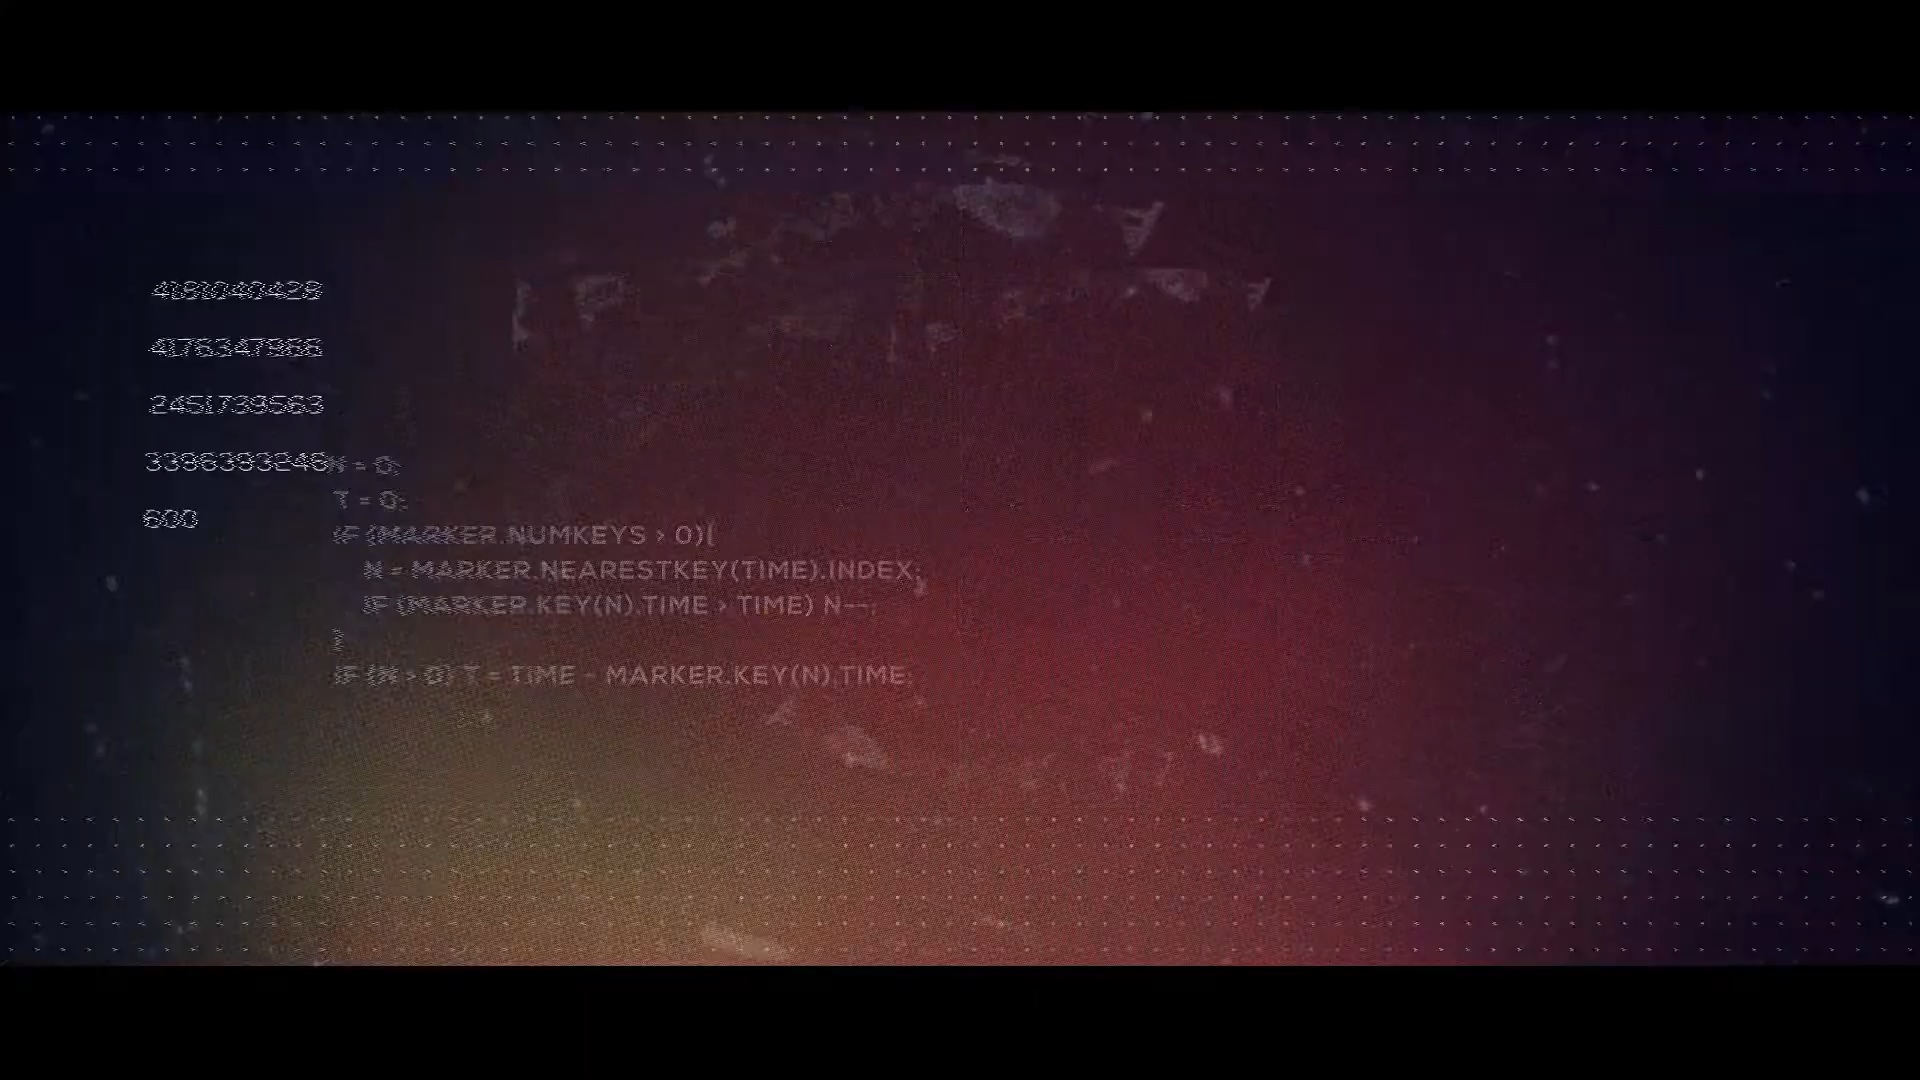 4181040428
4176347966
2451739563
3396393246
600
N = 0;
T = 0;
IF (MARKER.NUMKEYS > 0){
N = MARKER.NEARESTKEY(TIME).INDEX;
IF (MARKER.KEY(N).TIME > TIME) N--;
}
IF (N > 0) T = TIME - MARKER.KEY(N).TIME;